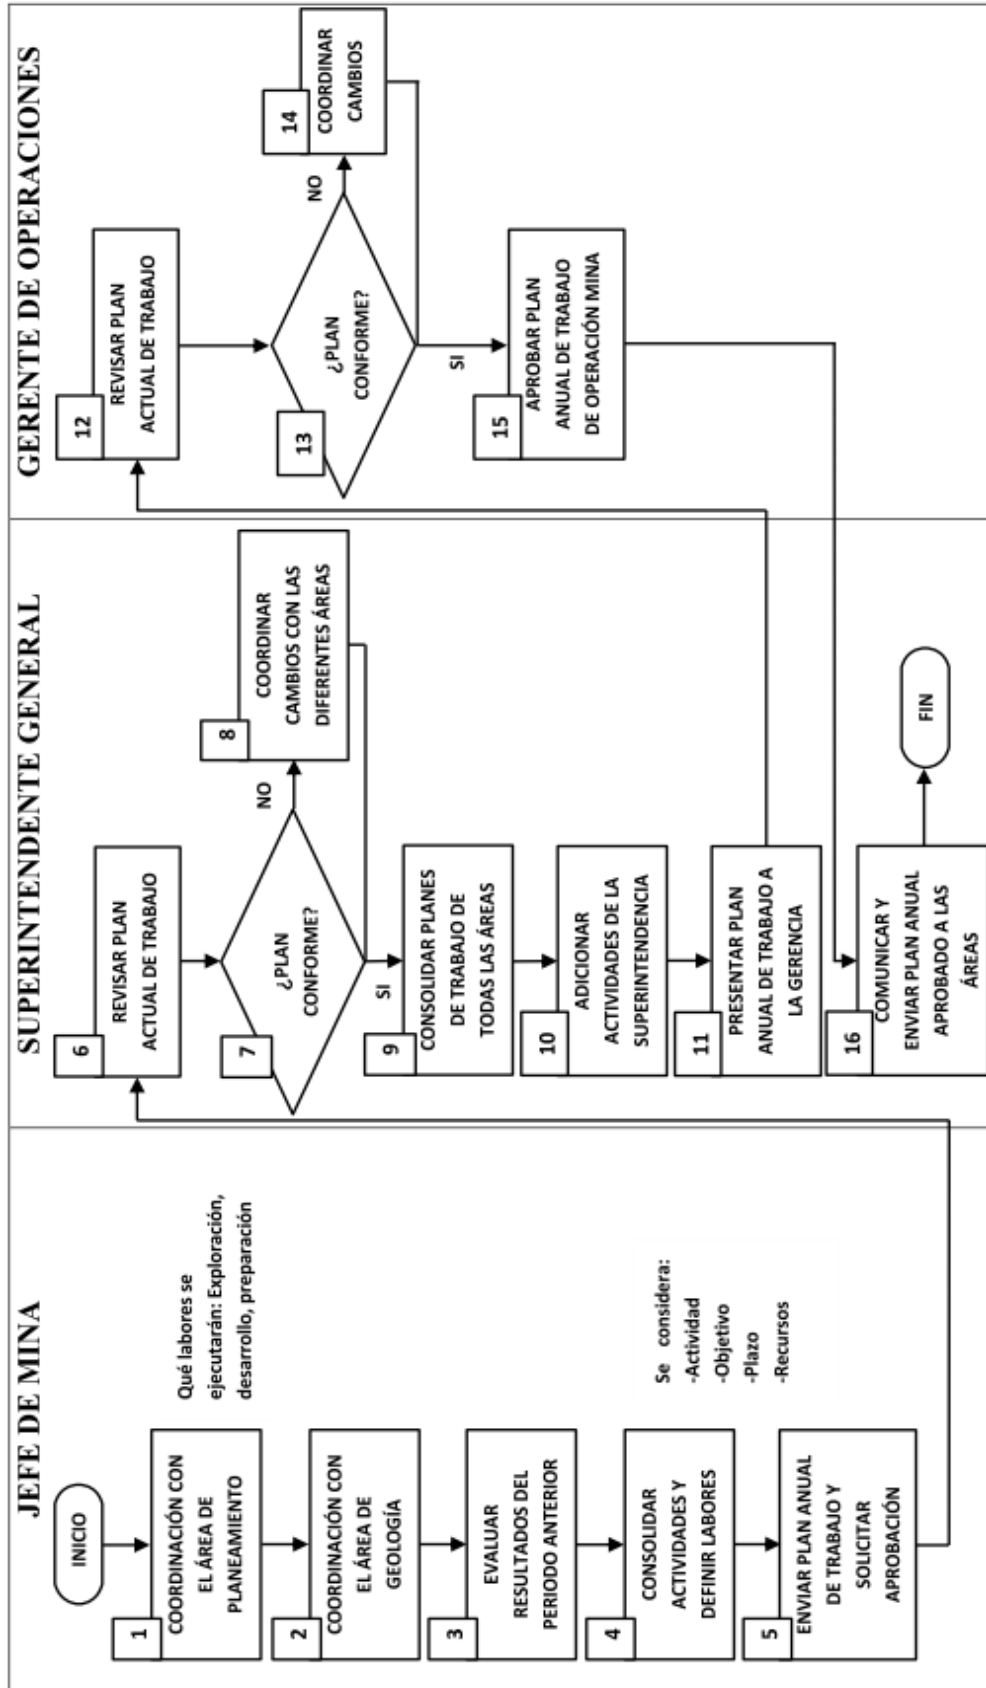 JEFE DE MINA
INICIO
1
COORDINACIÓN CON
EL ÁREA DE
PLANEAMIENTO
Qué labores se
ejecutarán: Exploración,
desarrollo, preparación
2
COORDINACIÓN CON
EL ÁREA DE
GEOLOGÍA
3
EVALUAR
RESULTADOS DEL
PERIODO ANTERIOR
4
CONSOLIDAR
ACTIVIDADES Y
DEFINIR LABORES
Se considera:
-Actividad
-Objetivo
-Plazo
-Recursos
5
ENVIAR PLAN ANUAL
DE TRABAJO Y
SOLICITAR
APROBACIÓN
SUPERINTENDENTE GENERAL
6
REVISAR PLAN
ACTUAL DE TRABAJO
7
¿PLAN
CONFORME?
NO
8
COORDINAR
CAMBIOS CON LAS
DIFERENTES ÁREAS
SI
9
CONSOLIDAR PLANES
DE TRABAJO DE
TODAS LAS ÁREAS
10
ADICIONAR
ACTIVIDADES DE LA
SUPERINTENDENCIA
11
PRESENTAR PLAN
ANUAL DE TRABAJO A
LA GERENCIA
16
COMUNICAR Y
ENVIAR PLAN ANUAL
APROBADO A LAS
ÁREAS
FIN
GERENTE DE OPERACIONES
12
REVISAR PLAN
ACTUAL DE TRABAJO
13
¿PLAN
CONFORME?
NO
14
COORDINAR
CAMBIOS
SI
15
APROBAR PLAN
ANUAL DE TRABAJO
DE OPERACIÓN MINA